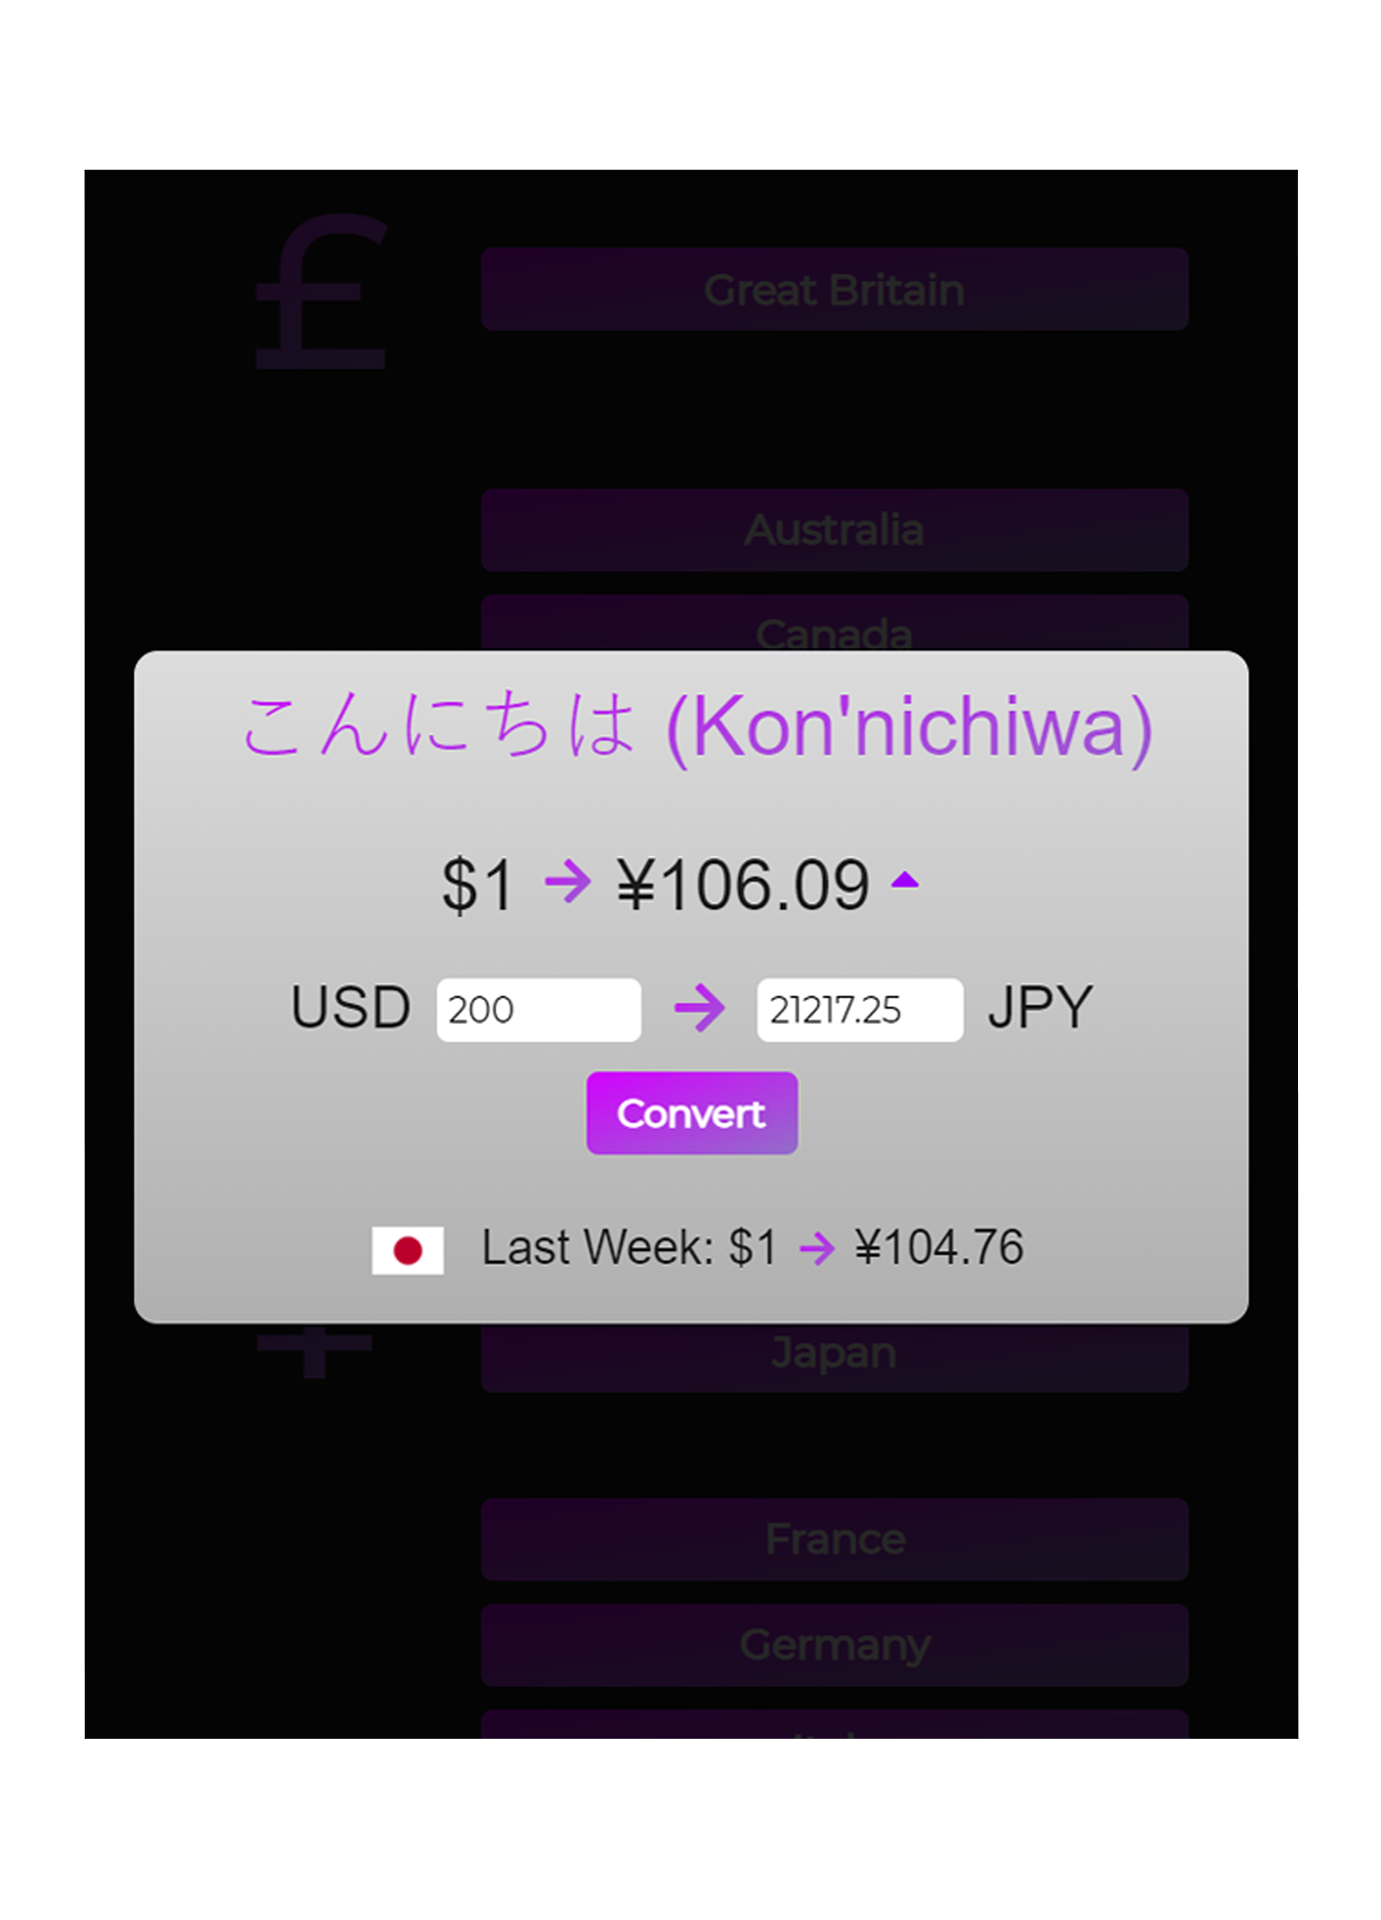 £
Great Britain
Australia
Canada
こんにちは (Kon'nichiwa)
$1 → ¥106.09
USD 200 → 21217.25 JPY
Convert
Last Week: $1 → ¥104.76
Japan
France
Germany